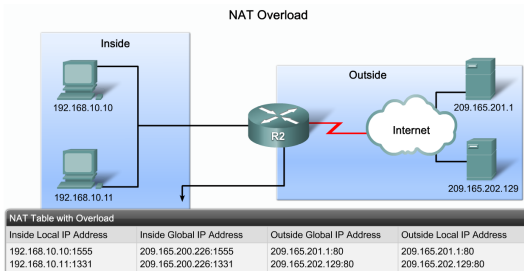 NAT Overload
Inside
Outside
192.168.10.10
209.165.201.1
R2
Internet
192.168.10.11
209.165.202.129
NAT Table with Overload
Inside Local IP Address Inside Global IP Address Outside Global IP Address Outside Local IP Address
192.168.10.10:1555 209.165.200.226:1555 209.165.201.1:80 209.165.201.1:80
192.168.10.11:1331 209.165.200.226:1331 209.165.202.129:80 209.165.202.129:80